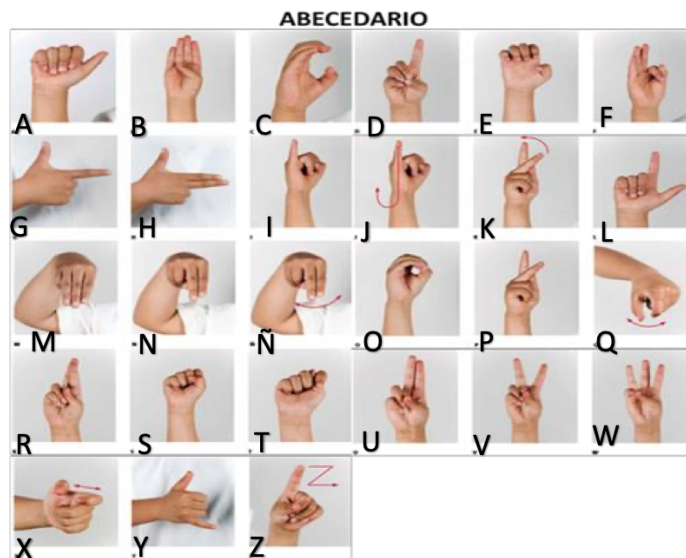 ABECEDARIO
A B C D E F
G H I J K L
M N Ñ O P Q
R S T U V W
X Y Z